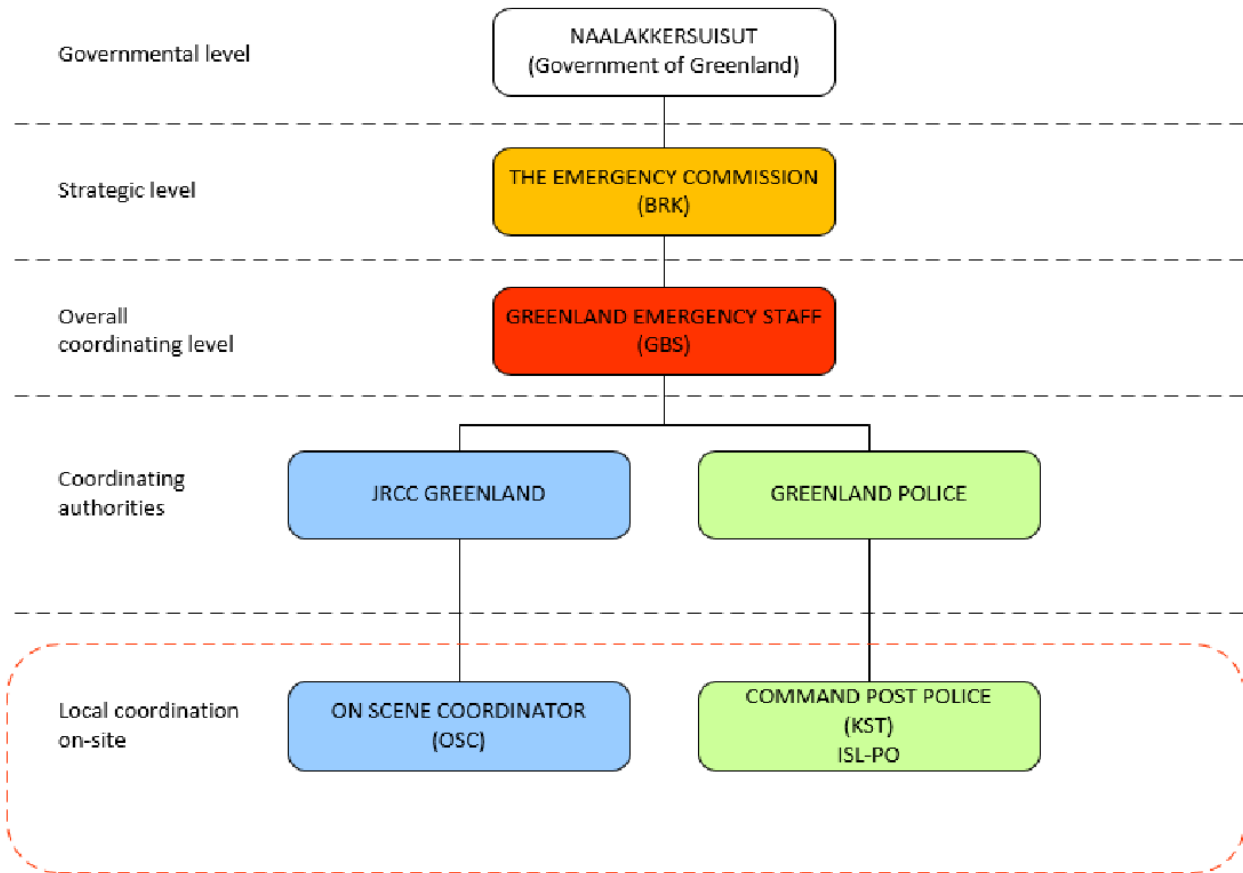 Governmental level
NAALAKKERSUISUT
(Government of Greenland)
Strategic level
THE EMERGENCY COMMISSION
(BRK)
Overall
coordinating level
GREENLAND EMERGENCY STAFF
(GBS)
Coordinating
authorities
JRCC GREENLAND
GREENLAND POLICE
Local coordination
on-site
ON SCENE COORDINATOR
(OSC)
COMMAND POST POLICE
(KST)
ISL-PO